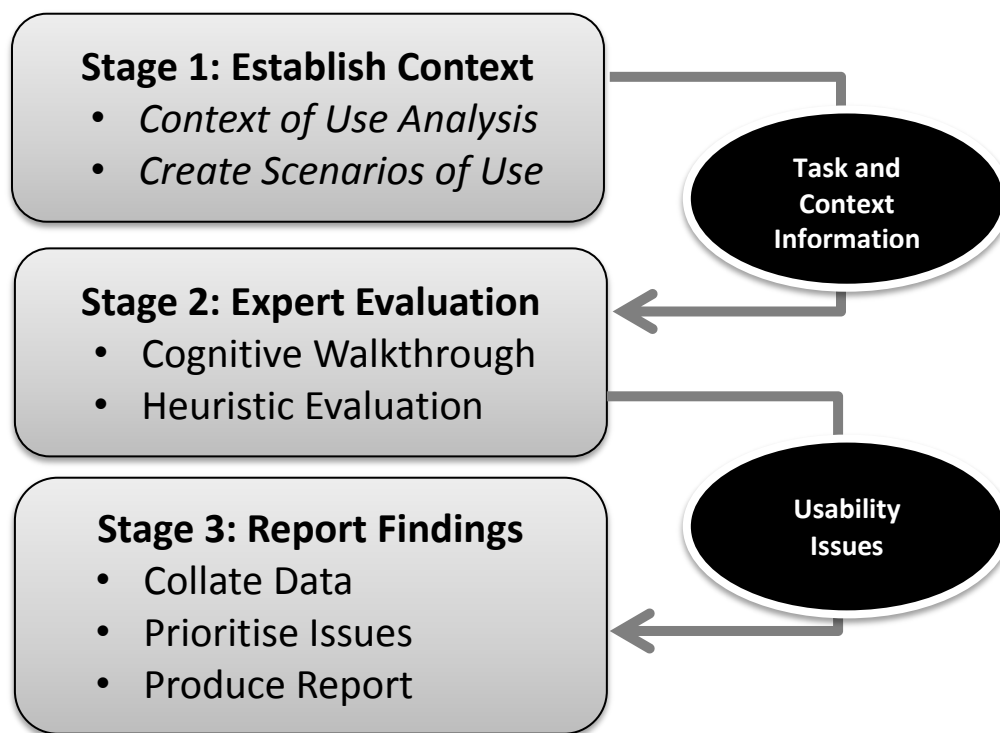 Stage 1: Establish Context
• Context of Use Analysis
• Create Scenarios of Use
Task and
Context
Information
Stage 2: Expert Evaluation
• Cognitive Walkthrough
• Heuristic Evaluation
Usability
Issues
Stage 3: Report Findings
• Collate Data
• Prioritise Issues
• Produce Report